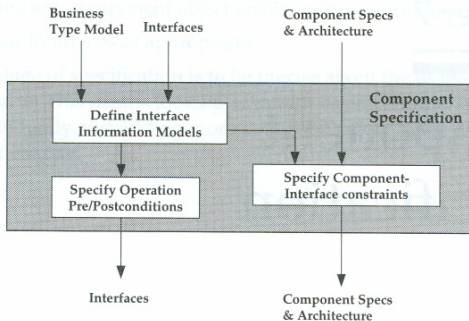 Business
Type Model
Interfaces
Component Specs
& Architecture
Component
Specification
Define Interface
Information Models
Specify Operation
Pre/Postconditions
Specify Component-
Interface constraints
Interfaces
Component Specs
& Architecture